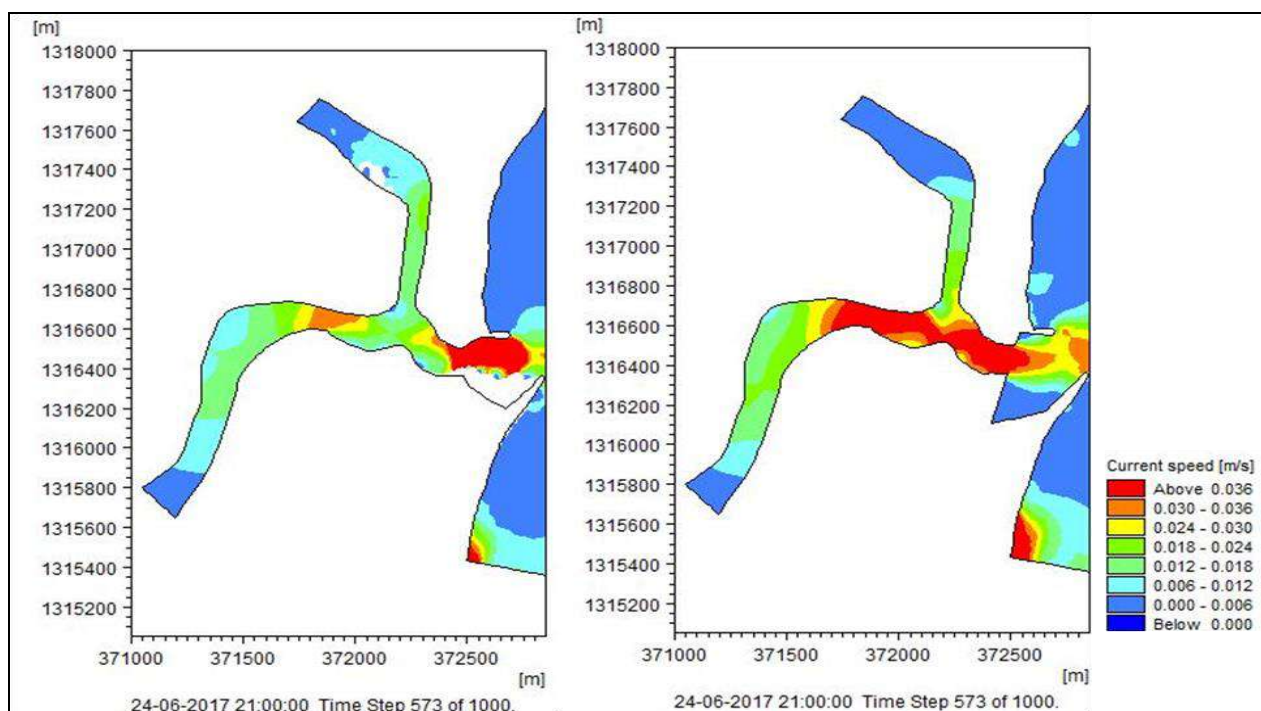 [m]
1318000
1317800
1317600
1317400
1317200
1317000
1316800
1316600
1316400
1316200
1316000
1315800
1315600
1315400
1315200
371000 371500 372000 372500
[m]
24-06-2017 21:00:00 Time Step 573 of 1000.
[m]
1318000
1317800
1317600
1317400
1317200
1317000
1316800
1316600
1316400
1316200
1316000
1315800
1315600
1315400
1315200
371000 371500 372000 372500
[m]
24-06-2017 21:00:00 Time Step 573 of 1000.
Current speed [m/s]
Above 0.036
0.030 - 0.036
0.024 - 0.030
0.018 - 0.024
0.012 - 0.018
0.006 - 0.012
0.000 - 0.006
Below 0.000